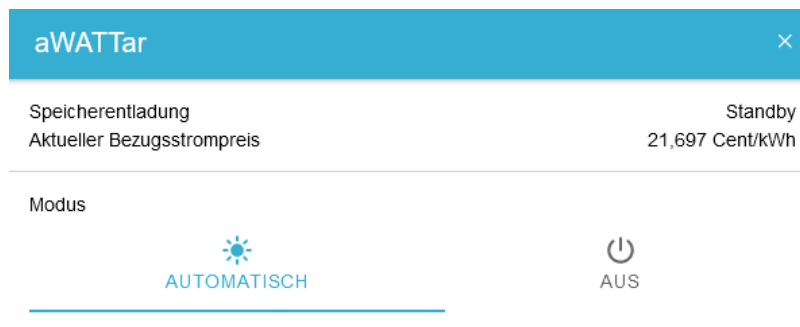 aWATTar ×
Speicherentladung Standby
Aktueller Bezugsstrompreis 21,697 Cent/kWh
Modus
AUTOMATISCH AUS